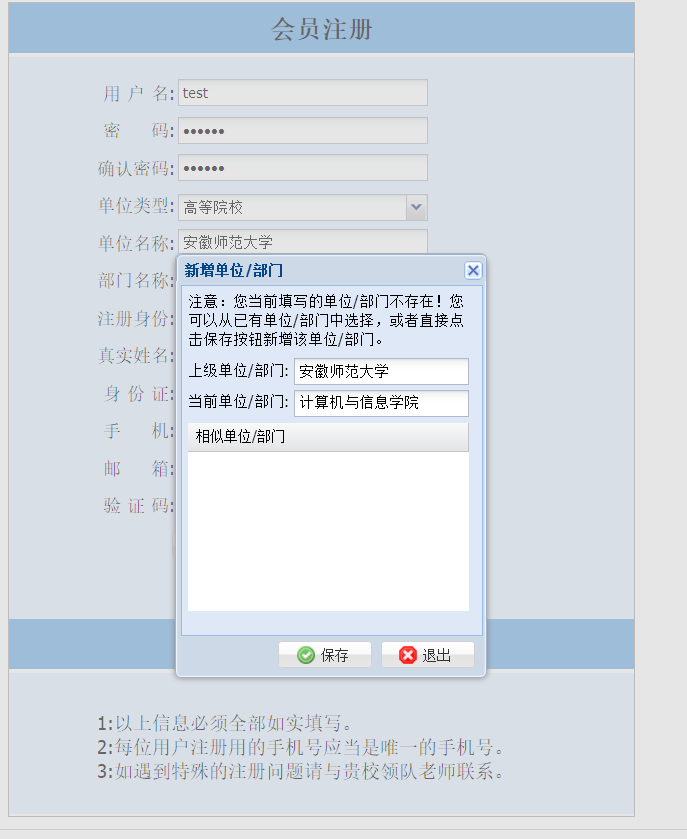 会员注册
用 户 名: test
密 码: ••••••
确认密码: ••••••
单位类型: 高等院校
单位名称: 安徽师范大学
部门名称:
注册身份:
真实姓名:
身 份 证:
手 机:
邮 箱:
验 证 码:
新增单位/部门
注意：您当前填写的单位/部门不存在！您
可以从已有单位/部门中选择，或者直接点
击保存按钮新增该单位/部门。
上级单位/部门: 安徽师范大学
当前单位/部门: 计算机与信息学院
相似单位/部门
保存 退出
1:以上信息必须全部如实填写。
2:每位用户注册用的手机号应当是唯一的手机号。
3:如遇到特殊的注册问题请与贵校领队老师联系。